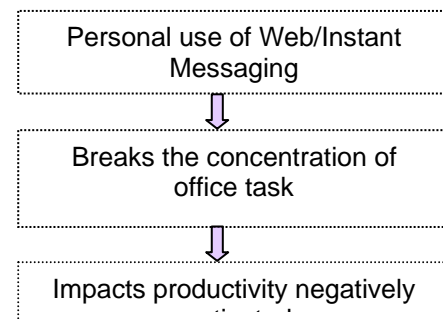 Personal use of Web/Instant
Messaging
Breaks the concentration of
office task
Impacts productivity negatively